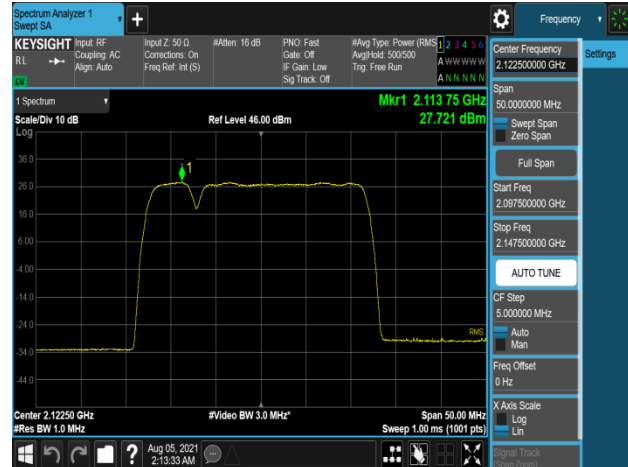 Spectrum Analyzer 1
Swept SA
Frequency
KEYSIGHT
RL
Input: RF
Coupling: AC
Align: Auto
Input Z: 50 Ω
Corrections: On
Freq Ref: Int (S)
#Atten: 16 dB
PNO: Fast
Gate: Off
IF Gain: Low
Sig Track: Off
#Avg Type: Power (RMS
Avg|Hold: 500/500
Trig: Free Run
1 2 3 4 5 6
A W W W W W
A N N N N N
1 Spectrum
Scale/Div 10 dB
Ref Level 46.00 dBm
Mkr1 2.113 75 GHz
27.721 dBm
Log
36.0
26.0
16.0
6.00
-4.00
-14.0
-24.0
-34.0
-44.0
1
RMS
Center 2.12250 GHz
#Video BW 3.0 MHz*
Span 50.00 MHz
#Res BW 1.0 MHz
Sweep 1.00 ms (1001 pts)
Aug 05, 2021
2:13:33 AM
Settings
Center Frequency
2.122500000 GHz
Span
50.0000000 MHz
Swept Span
Zero Span
Full Span
Start Freq
2.097500000 GHz
Stop Freq
2.147500000 GHz
AUTO TUNE
CF Step
5.000000 MHz
Auto
Man
Freq Offset
0 Hz
X Axis Scale
Log
Lin
Signal Track
(Span Zoom)